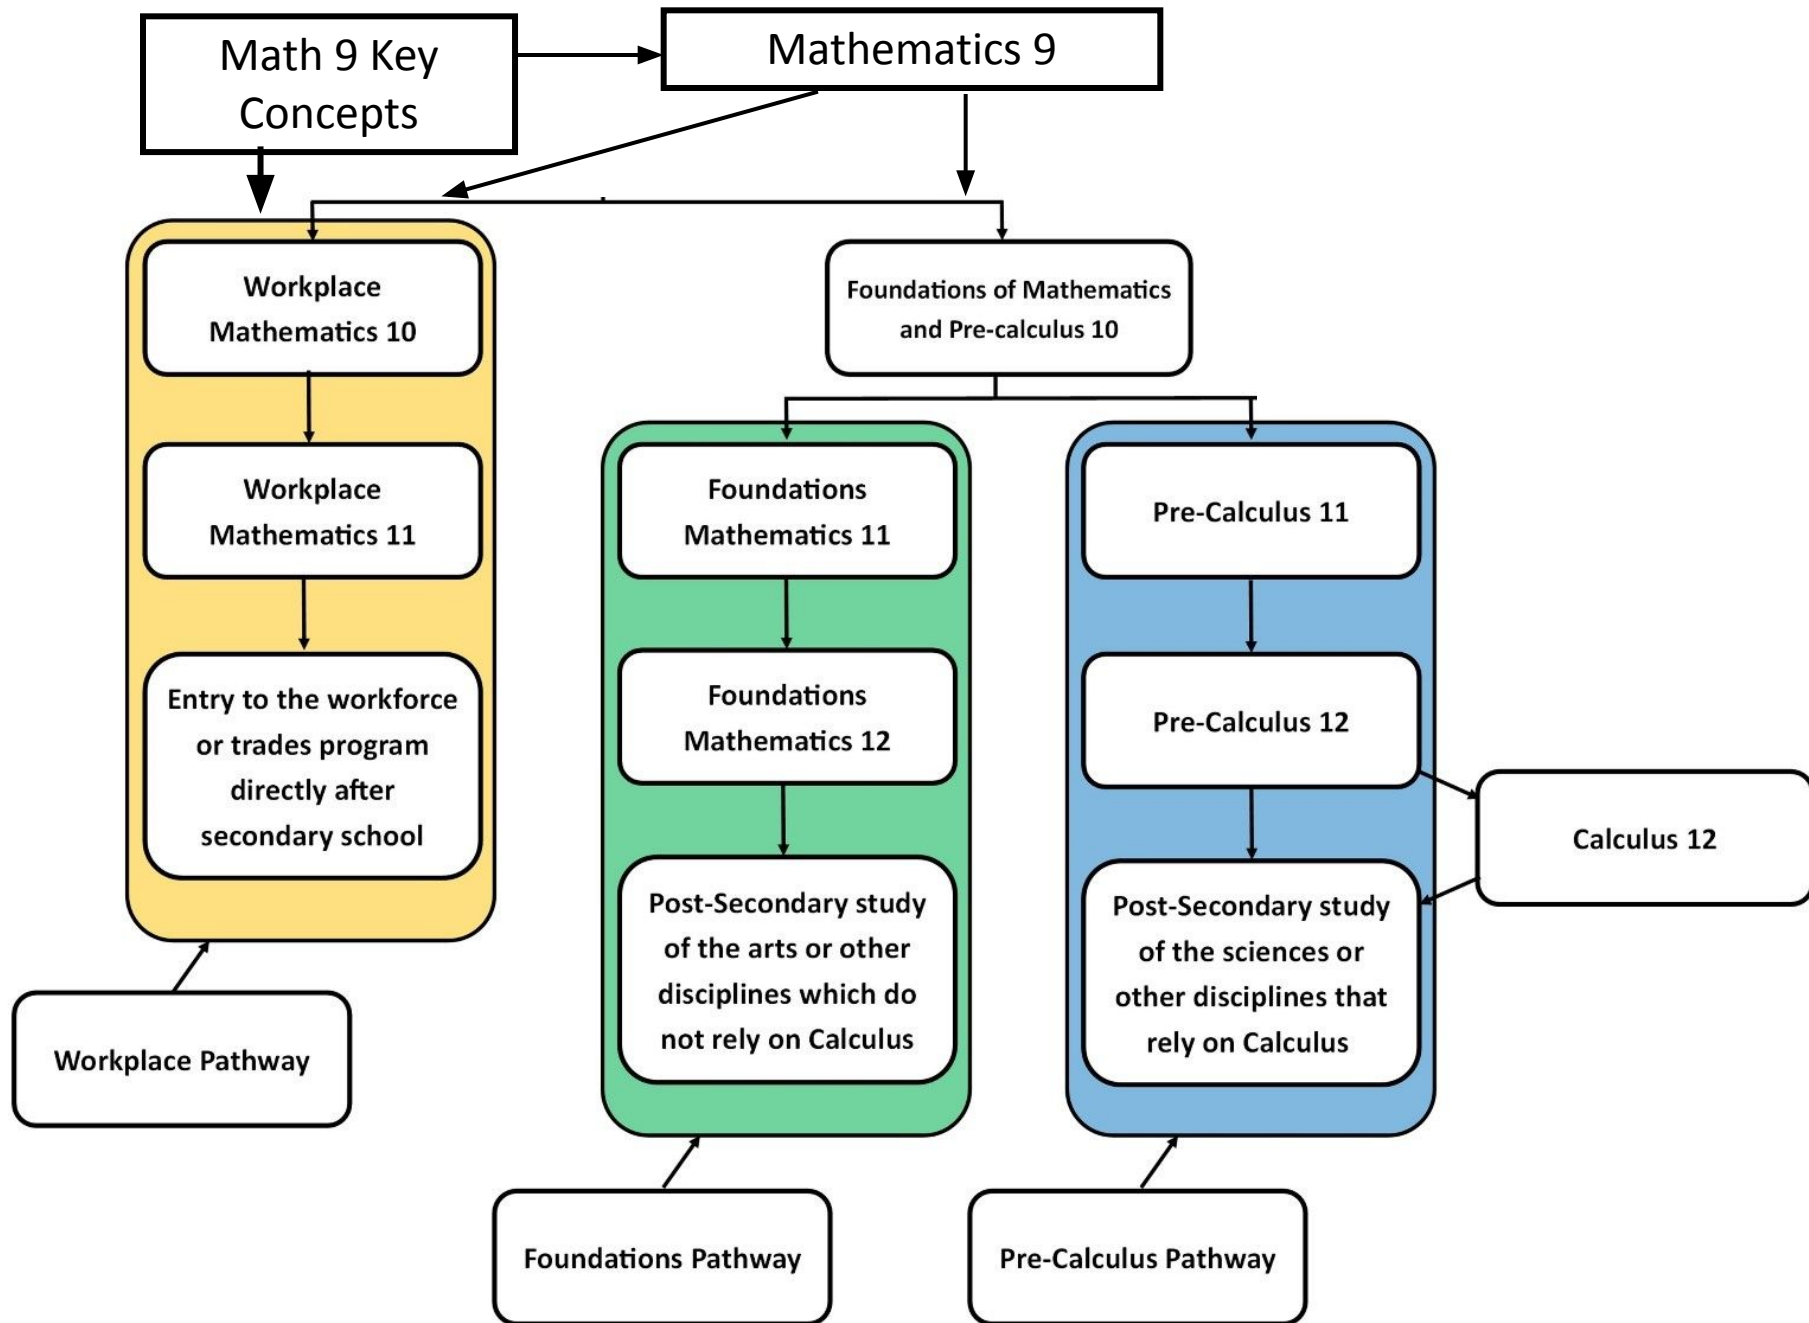 Math 9 Key
Concepts
Mathematics 9
Workplace
Mathematics 10
Foundations of Mathematics
and Pre-calculus 10
Workplace
Mathematics 11
Foundations
Mathematics 11
Pre-Calculus 11
Entry to the workforce
or trades program
directly after
secondary school
Foundations
Mathematics 12
Pre-Calculus 12
Calculus 12
Post-Secondary study
of the arts or other
disciplines which do
not rely on Calculus
Post-Secondary study
of the sciences or
other disciplines that
rely on Calculus
Workplace Pathway
Foundations Pathway
Pre-Calculus Pathway